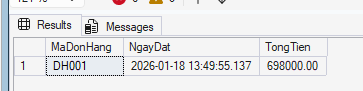 Results Messages
MaDonHang NgayDat TongTien
1 DH001 2026-01-18 13:49:55.137 698000.00